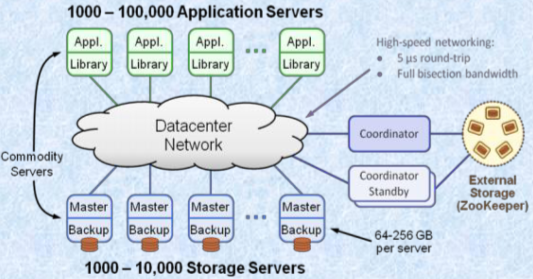 1000 – 100,000 Application Servers
Appl. Appl. Appl. Appl.
Library Library Library ... Library
High-speed networking:
• 5 µs round-trip
• Full bisection bandwidth
Datacenter
Network
Coordinator
Coordinator
Standby
External
Storage
(ZooKeeper)
Commodity
Servers
Master Master Master Master
Backup Backup Backup ... Backup
64-256 GB
per server
1000 – 10,000 Storage Servers